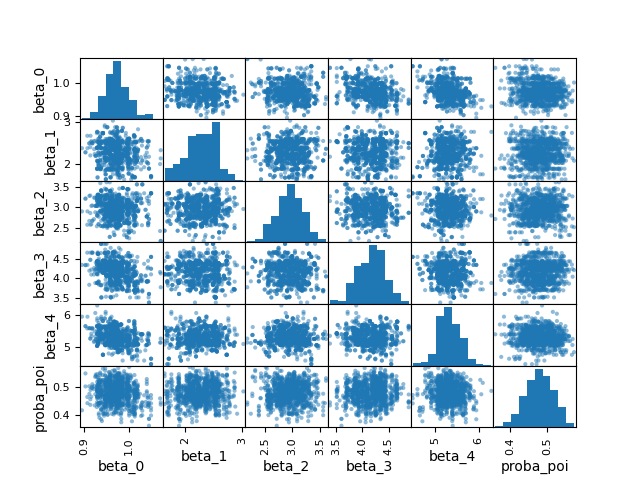 beta_0
1.0
0.9
beta_1
3
2
beta_2
3.5
3.0
2.5
beta_3
4.5
4.0
3.5
beta_4
6
5
proba_poi
0.5
0.4
0.9 1.0 2 3 2.5 3.0 3.5 3.5 4.0 4.5 5 6 0.4 0.5
beta_0 beta_1 beta_2 beta_3 beta_4 proba_poi